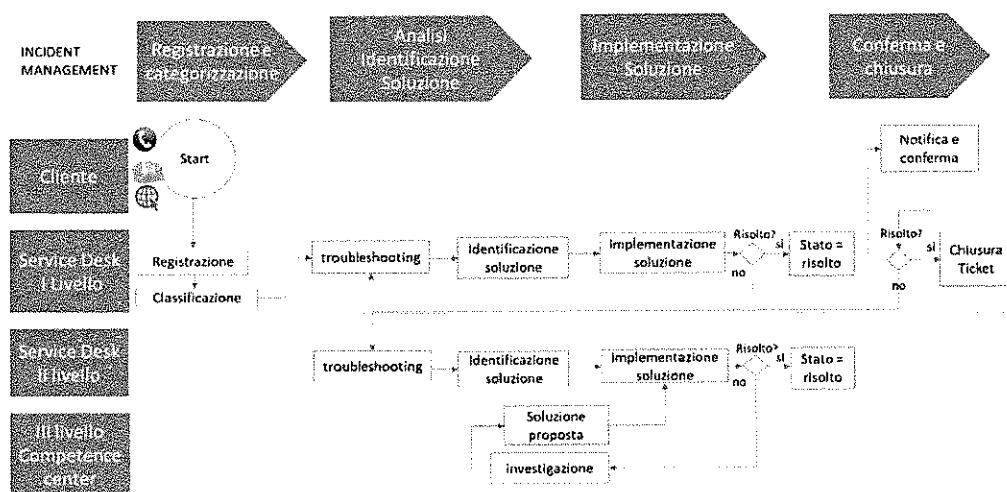 INCIDENT
MANAGEMENT
Registrazione e
categorizzazione
Analisi
Identificazione
Soluzione
Implementazione
Soluzione
Conferma e
chiusura
Cliente
Start
Notifica e
conferma
Service Desk
I Livello
Registrazione
Classificazione
troubleshooting
Identificazione
soluzione
Implementazione
soluzione
Risolto?
si
no
Stato =
risolto
Risolto?
si
no
Chiusura
Ticket
Service Desk
II livello
troubleshooting
Identificazione
soluzione
Implementazione
soluzione
Risolto?
si
no
Stato =
risolto
III livello
Competence
center
Soluzione
proposta
investigazione